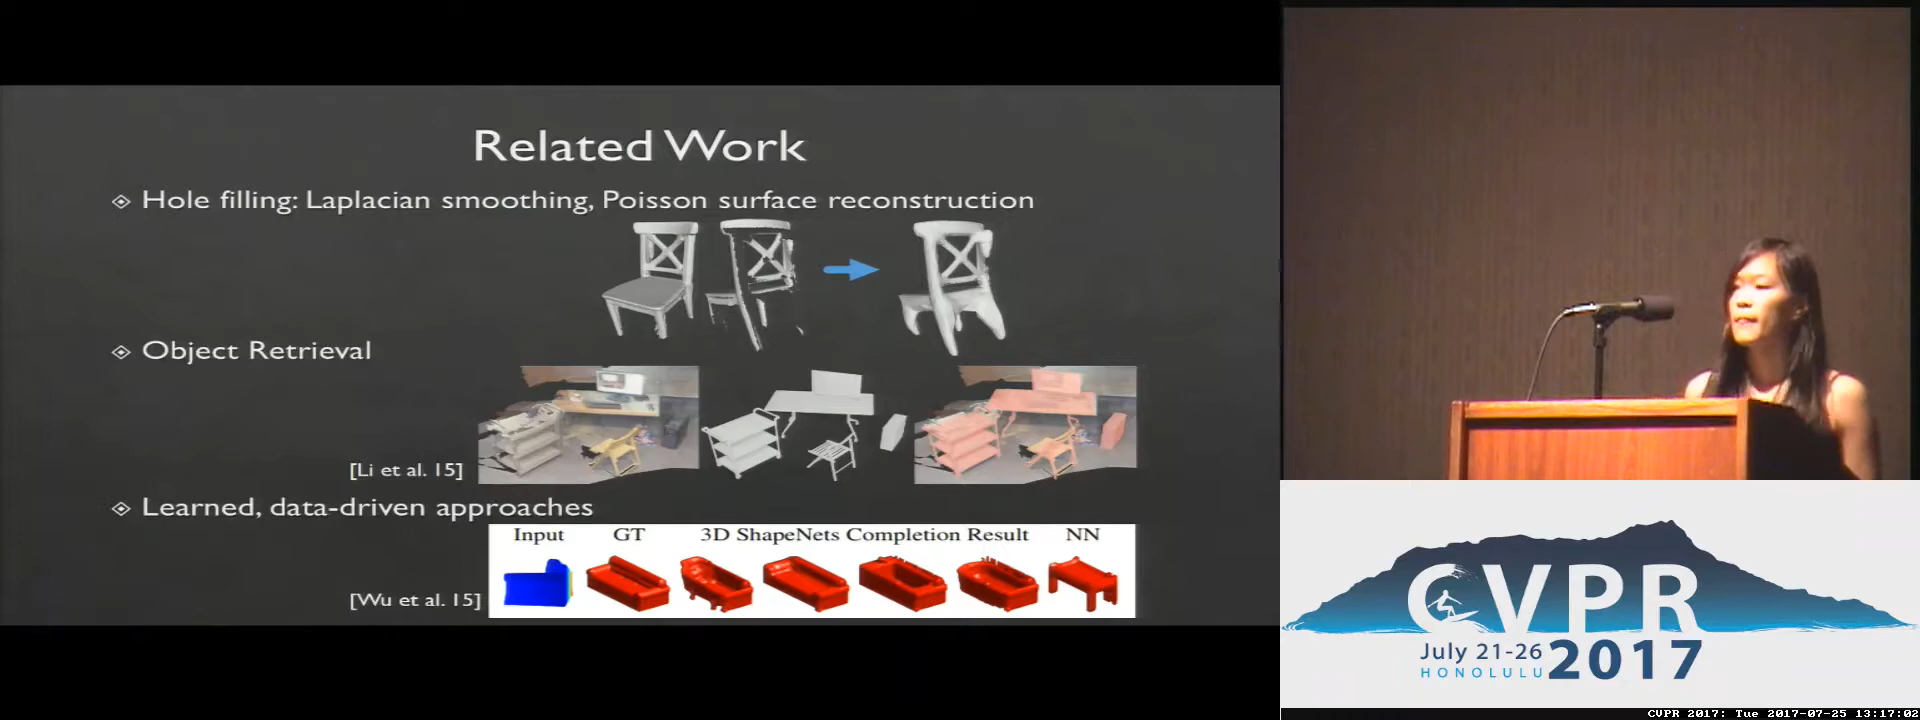 Related Work
Hole filling: Laplacian smoothing, Poisson surface reconstruction
Object Retrieval
[Li et al. 15]
Learned, data-driven approaches
Input GT 3D ShapeNets Completion Result NN
[Wu et al. 15]
CVPR
July 21-26
HONOLULU
2017
CVPR 2017: Tue 2017-07-25 13:17:02